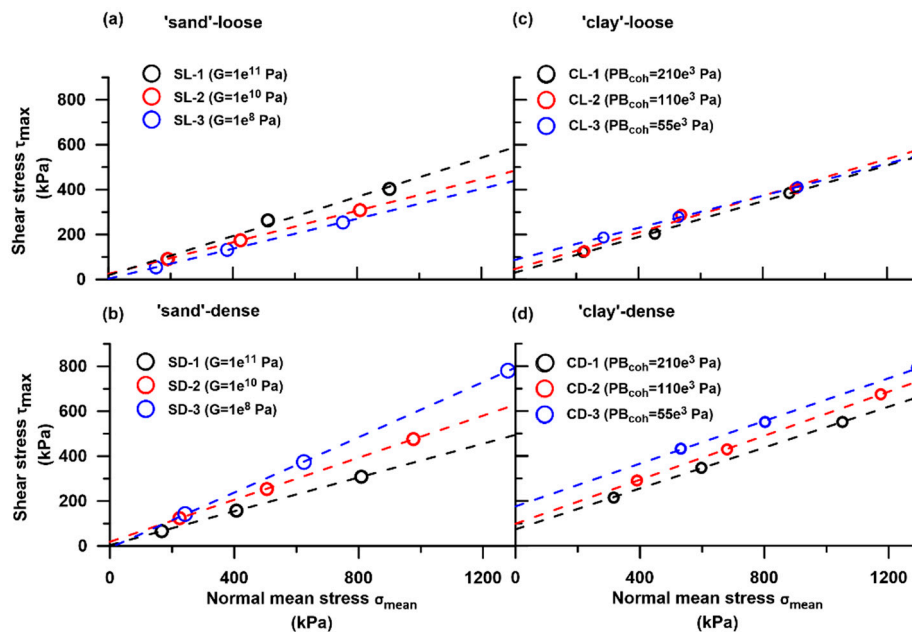 (a) 'sand'-loose
SL-1 (G=1e¹¹ Pa)
SL-2 (G=1e¹⁰ Pa)
SL-3 (G=1e⁸ Pa)
Shear stress τmax
(kPa)
800
600
400
200
0
(c) 'clay'-loose
CL-1 (PBcoh=210e³ Pa)
CL-2 (PBcoh=110e³ Pa)
CL-3 (PBcoh=55e³ Pa)
(b) 'sand'-dense
SD-1 (G=1e¹¹ Pa)
SD-2 (G=1e¹⁰ Pa)
SD-3 (G=1e⁸ Pa)
Shear stress τmax
(kPa)
800
600
400
200
0
0 400 800 1200
Normal mean stress σmean
(kPa)
(d) 'clay'-dense
CD-1 (PBcoh=210e³ Pa)
CD-2 (PBcoh=110e³ Pa)
CD-3 (PBcoh=55e³ Pa)
0 400 800 1200
Normal mean stress σmean
(kPa)